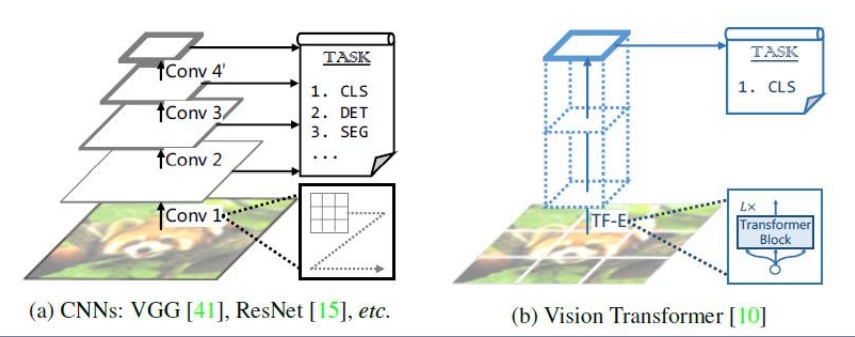 TASK
1. CLS
2. DET
3. SEG
...
Conv 4'
Conv 3
Conv 2
Conv 1
(a) CNNs: VGG [41], ResNet [15], etc.
TASK
1. CLS
TF-E
L×
Transformer
Block
(b) Vision Transformer [10]